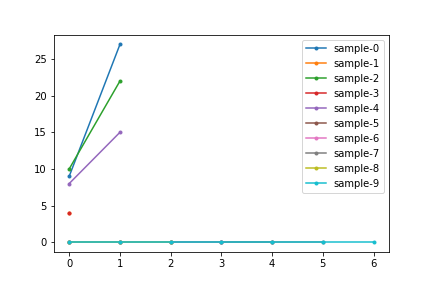 25
20
15
10
5
0
0 1 2 3 4 5 6
sample-0
sample-1
sample-2
sample-3
sample-4
sample-5
sample-6
sample-7
sample-8
sample-9